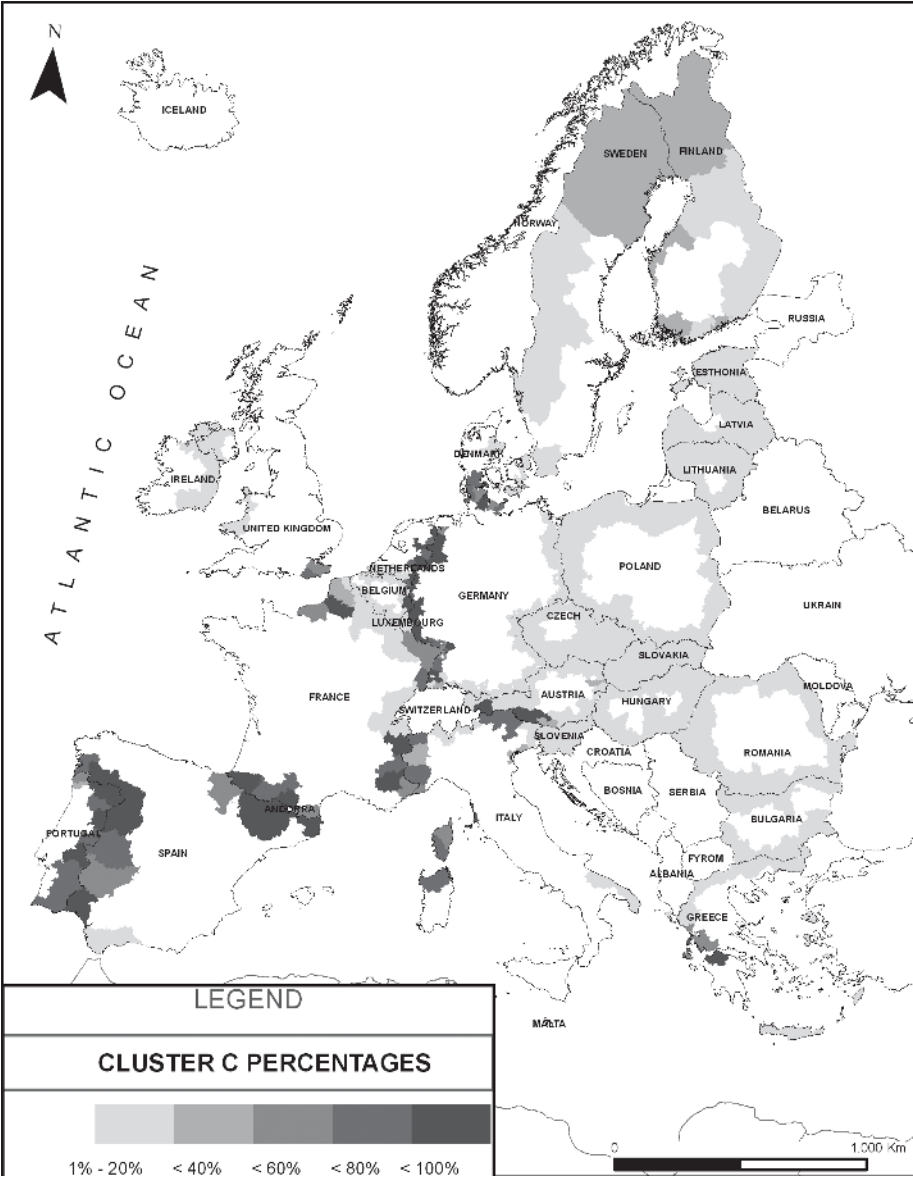 N
ICELAND
SWEDEN
FINLAND
NORWAY
RUSSIA
ATLANTIC OCEAN
ESTHONIA
LATVIA
DENMARK
LITHUANIA
IRELAND
BELARUS
UNITED KINGDOM
NETHERLANDS
POLAND
BELGIUM
GERMANY
UKRAIN
CZECH
LUXEMBOURG
SLOVAKIA
MOLDOVA
FRANCE
AUSTRIA
HUNGARY
SWITZERLAND
SLOVENIA
CROATIA
ROMANIA
BOSNIA
SERBIA
ANDORRA
ITALY
BULGARIA
PORTUGAL
SPAIN
FYROM
ALBANIA
GREECE
MALTA
LEGEND
CLUSTER C PERCENTAGES
1% - 20% < 40% < 60% < 80% < 100%
0 1.000 Km